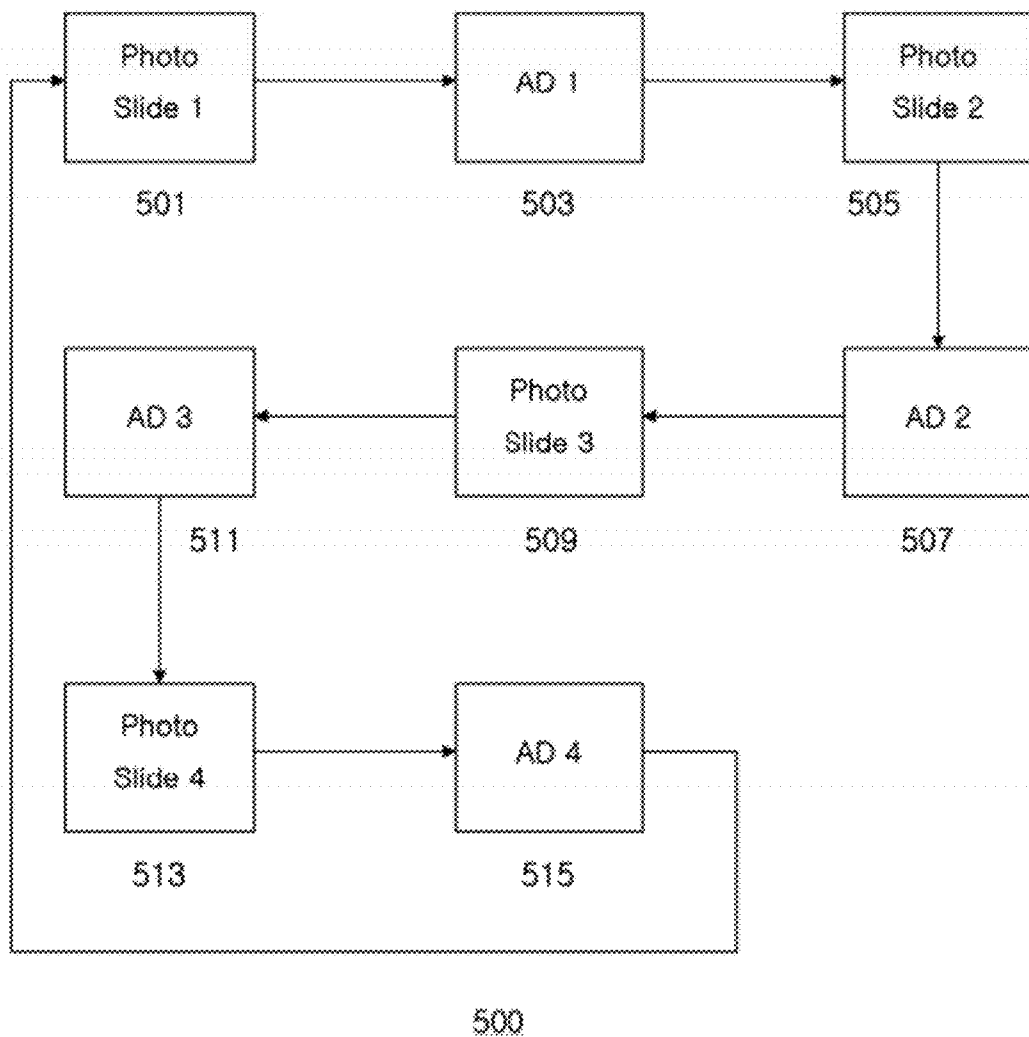 Photo
Slide 1
AD 1
Photo
Slide 2
501
503
505
AD 3
Photo
Slide 3
AD 2
511
509
507
Photo
Slide 4
AD 4
513
515
500